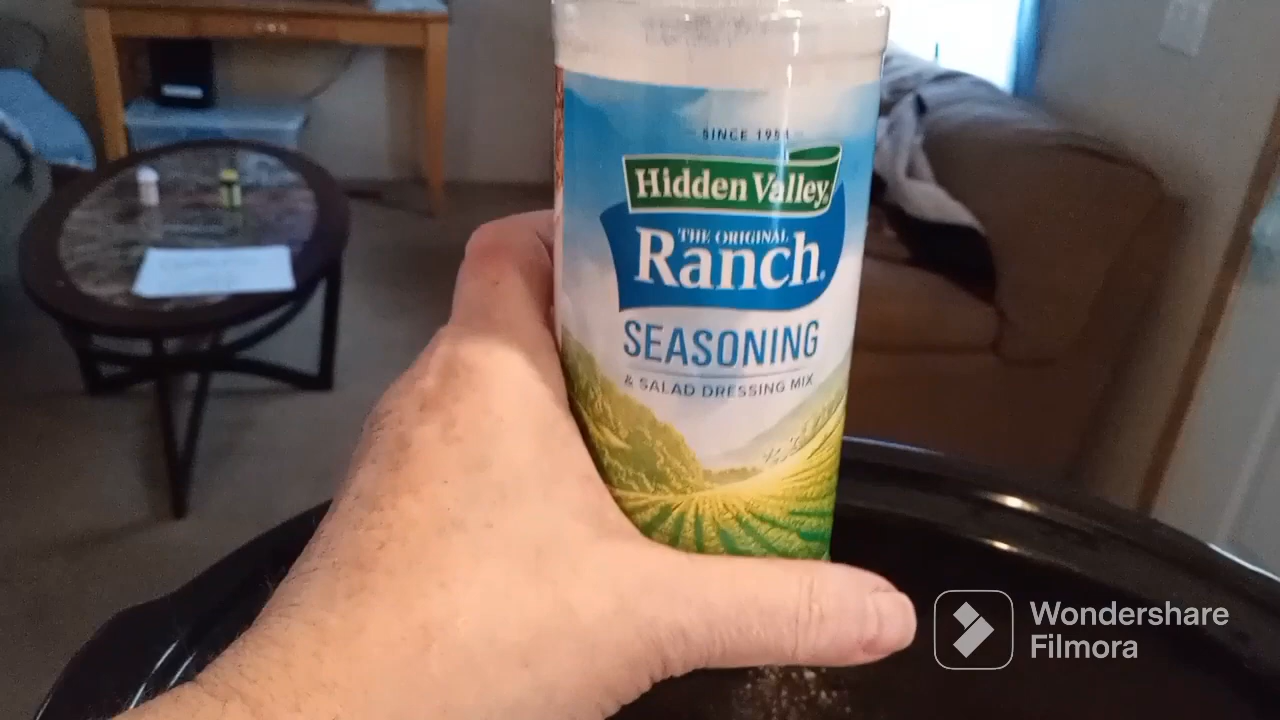 SINCE 1954
Hidden Valley®
THE ORIGINAL
Ranch®
SEASONING
& SALAD DRESSING MIX
Wondershare
Filmora